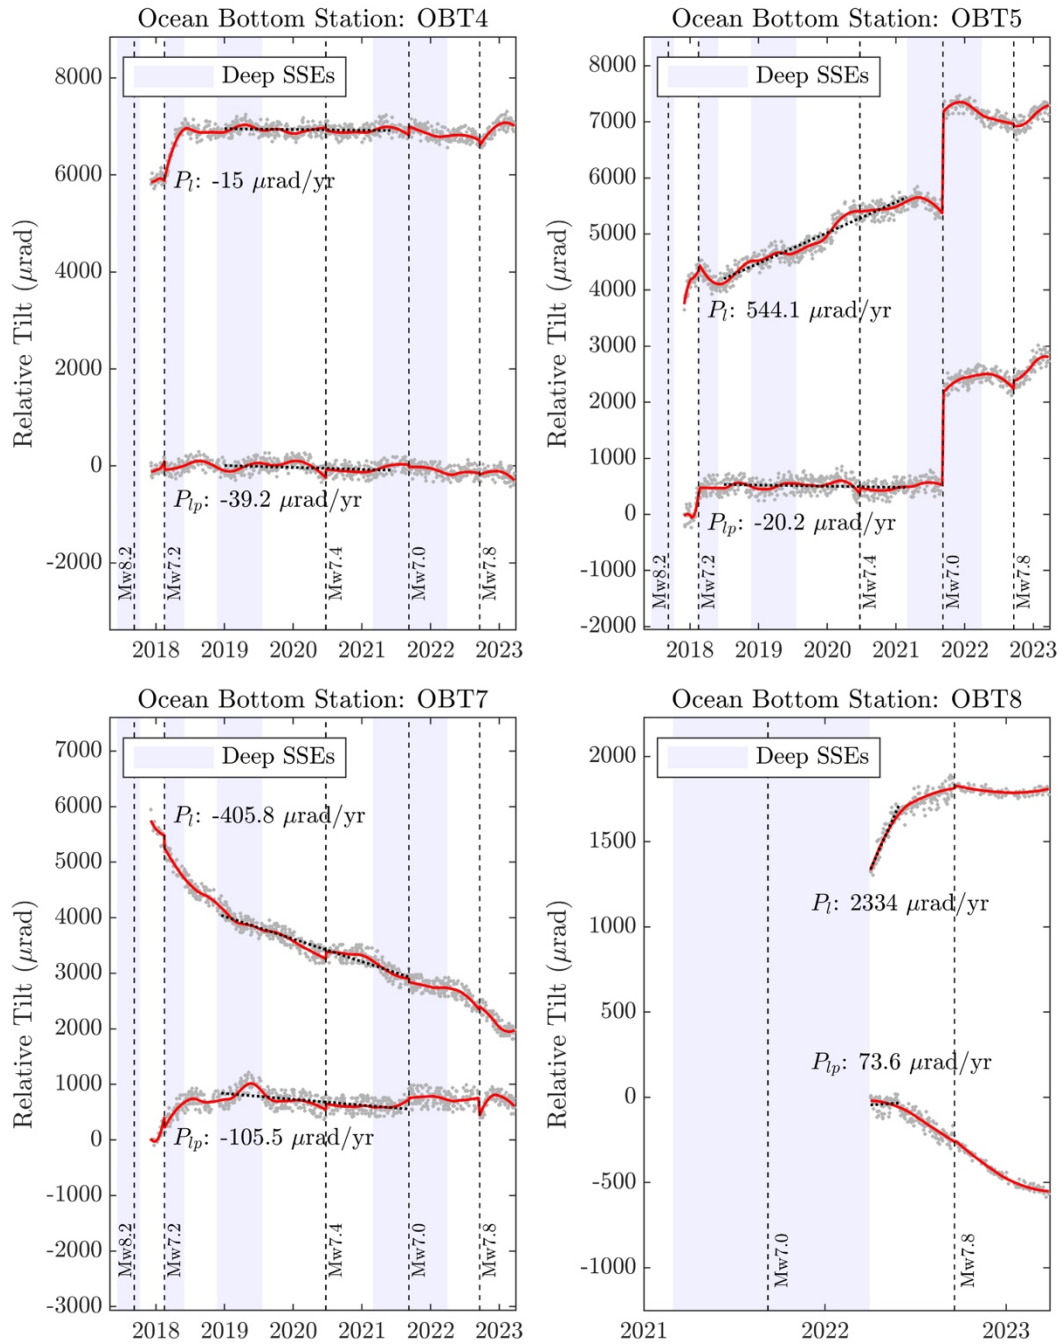 Ocean Bottom Station: OBT4
8000
6000
4000
2000
0
-2000
Relative Tilt (μrad)
Deep SSEs
P_l: -15 μrad/yr
P_lp: -39.2 μrad/yr
Mw8.2
Mw7.2
Mw7.4
Mw7.0
Mw7.8
2018 2019 2020 2021 2022 2023
Ocean Bottom Station: OBT5
8000
7000
6000
5000
4000
3000
2000
1000
0
-1000
-2000
Relative Tilt (μrad)
Deep SSEs
P_l: 544.1 μrad/yr
P_lp: -20.2 μrad/yr
Mw8.2
Mw7.2
Mw7.4
Mw7.0
Mw7.8
2018 2019 2020 2021 2022 2023
Ocean Bottom Station: OBT7
7000
6000
5000
4000
3000
2000
1000
0
-1000
-2000
-3000
Relative Tilt (μrad)
Deep SSEs
P_l: -405.8 μrad/yr
P_lp: -105.5 μrad/yr
Mw8.2
Mw7.2
Mw7.4
Mw7.0
Mw7.8
2018 2019 2020 2021 2022 2023
Ocean Bottom Station: OBT8
2000
1500
1000
500
0
-500
-1000
Relative Tilt (μrad)
Deep SSEs
P_l: 2334 μrad/yr
P_lp: 73.6 μrad/yr
Mw7.0
Mw7.8
2021 2022 2023